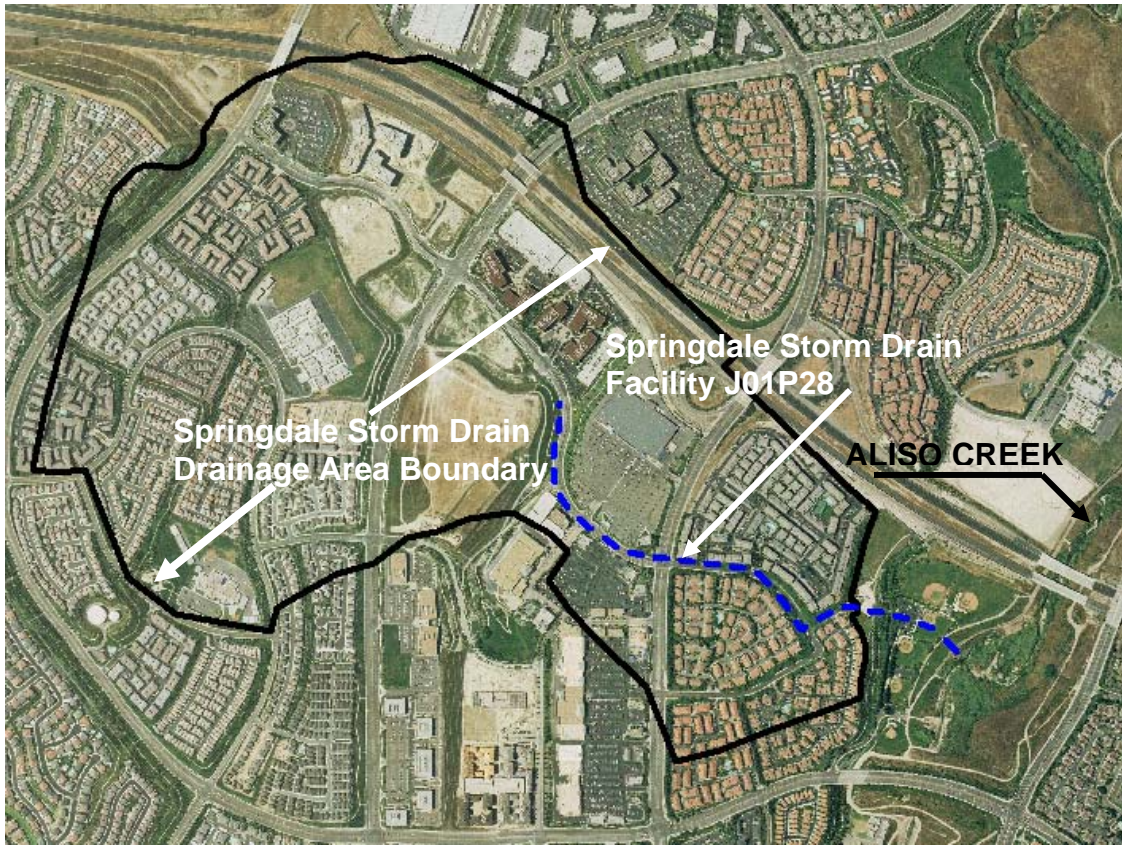 Springdale Storm Drain
Facility J01P28
Springdale Storm Drain
Drainage Area Boundary
ALISO CREEK